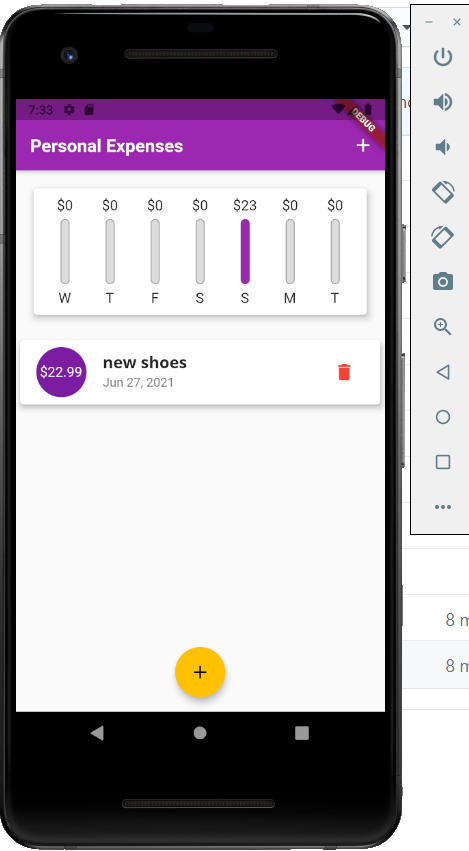 7:33
DEBUG
Personal Expenses
$0 $0 $0 $0 $23 $0 $0
W T F S S M T
$22.99
new shoes
Jun 27, 2021
8 m
8 m